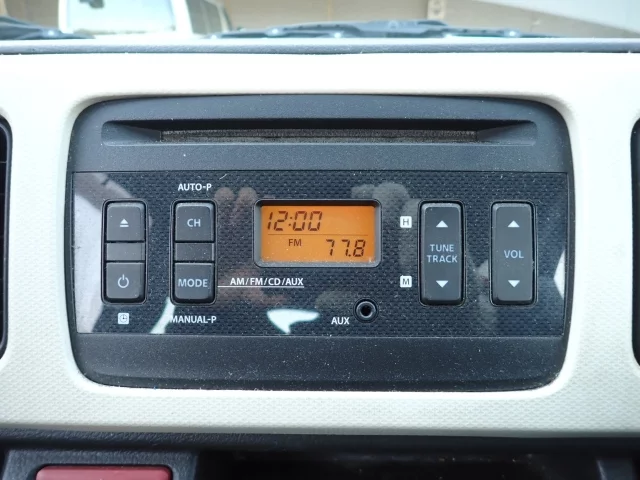 AUTO-P
CH
12:00
FM 77.8
H
TUNE
TRACK
VOL
MODE
AM/FM/CD/AUX
M
MANUAL-P
AUX